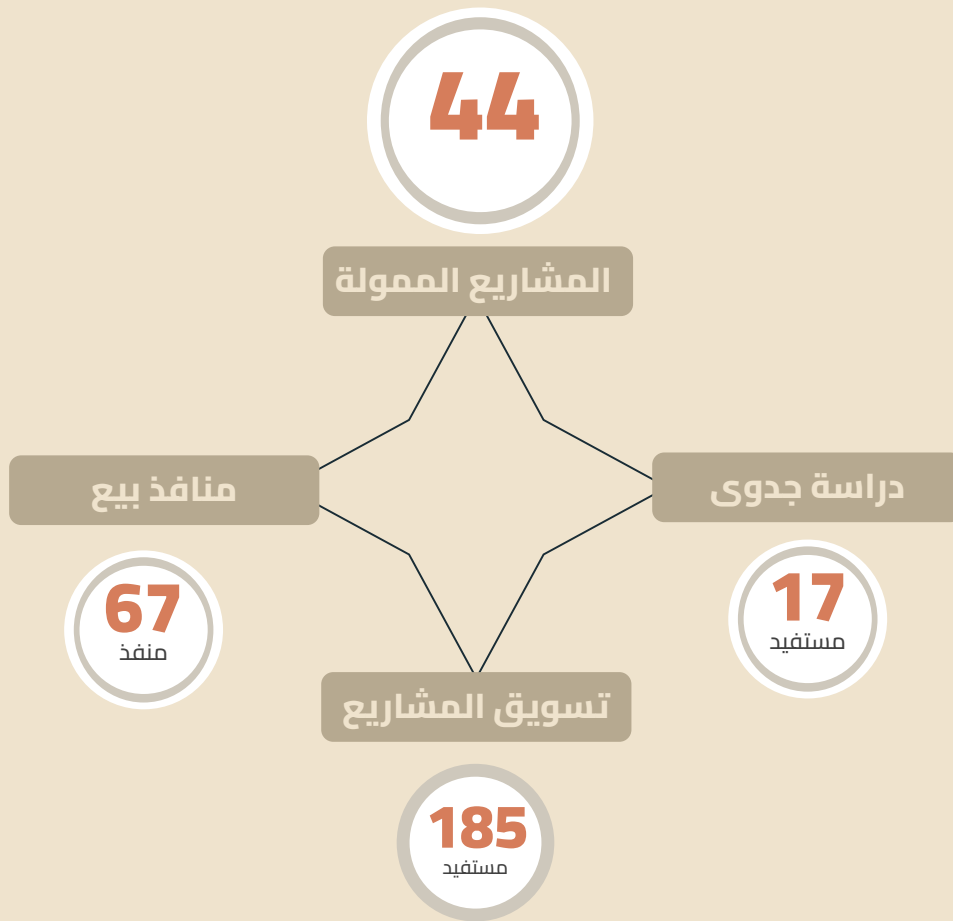 44
المشاريع الممولة
دراسة جدوى
17
مستفيد
منافذ بيع
67
منفذ
تسويق المشاريع
185
مستفيد